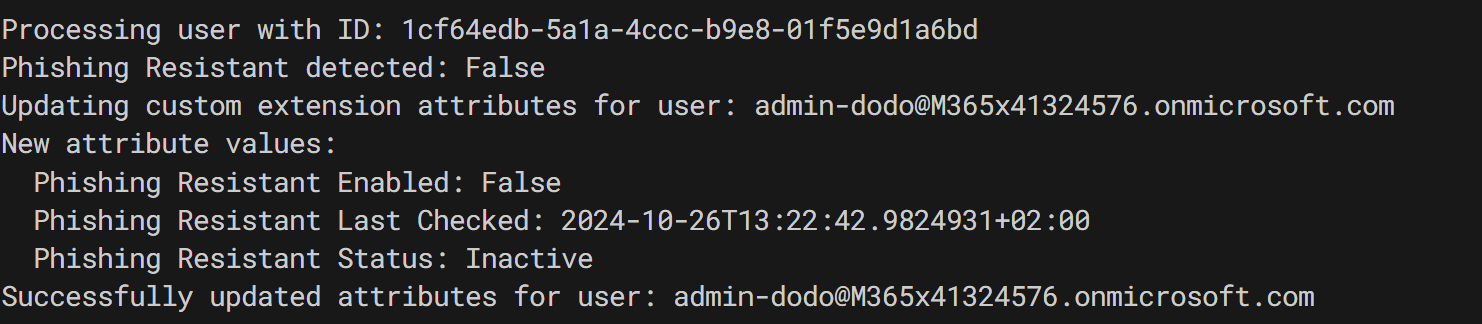 Processing user with ID: 1cf64edb-5a1a-4ccc-b9e8-01f5e9d1a6bd
Phishing Resistant detected: False
Updating custom extension attributes for user: admin-dodo@M365x41324576.onmicrosoft.com
New attribute values:
  Phishing Resistant Enabled: False
  Phishing Resistant Last Checked: 2024-10-26T13:22:42.9824931+02:00
  Phishing Resistant Status: Inactive
Successfully updated attributes for user: admin-dodo@M365x41324576.onmicrosoft.com